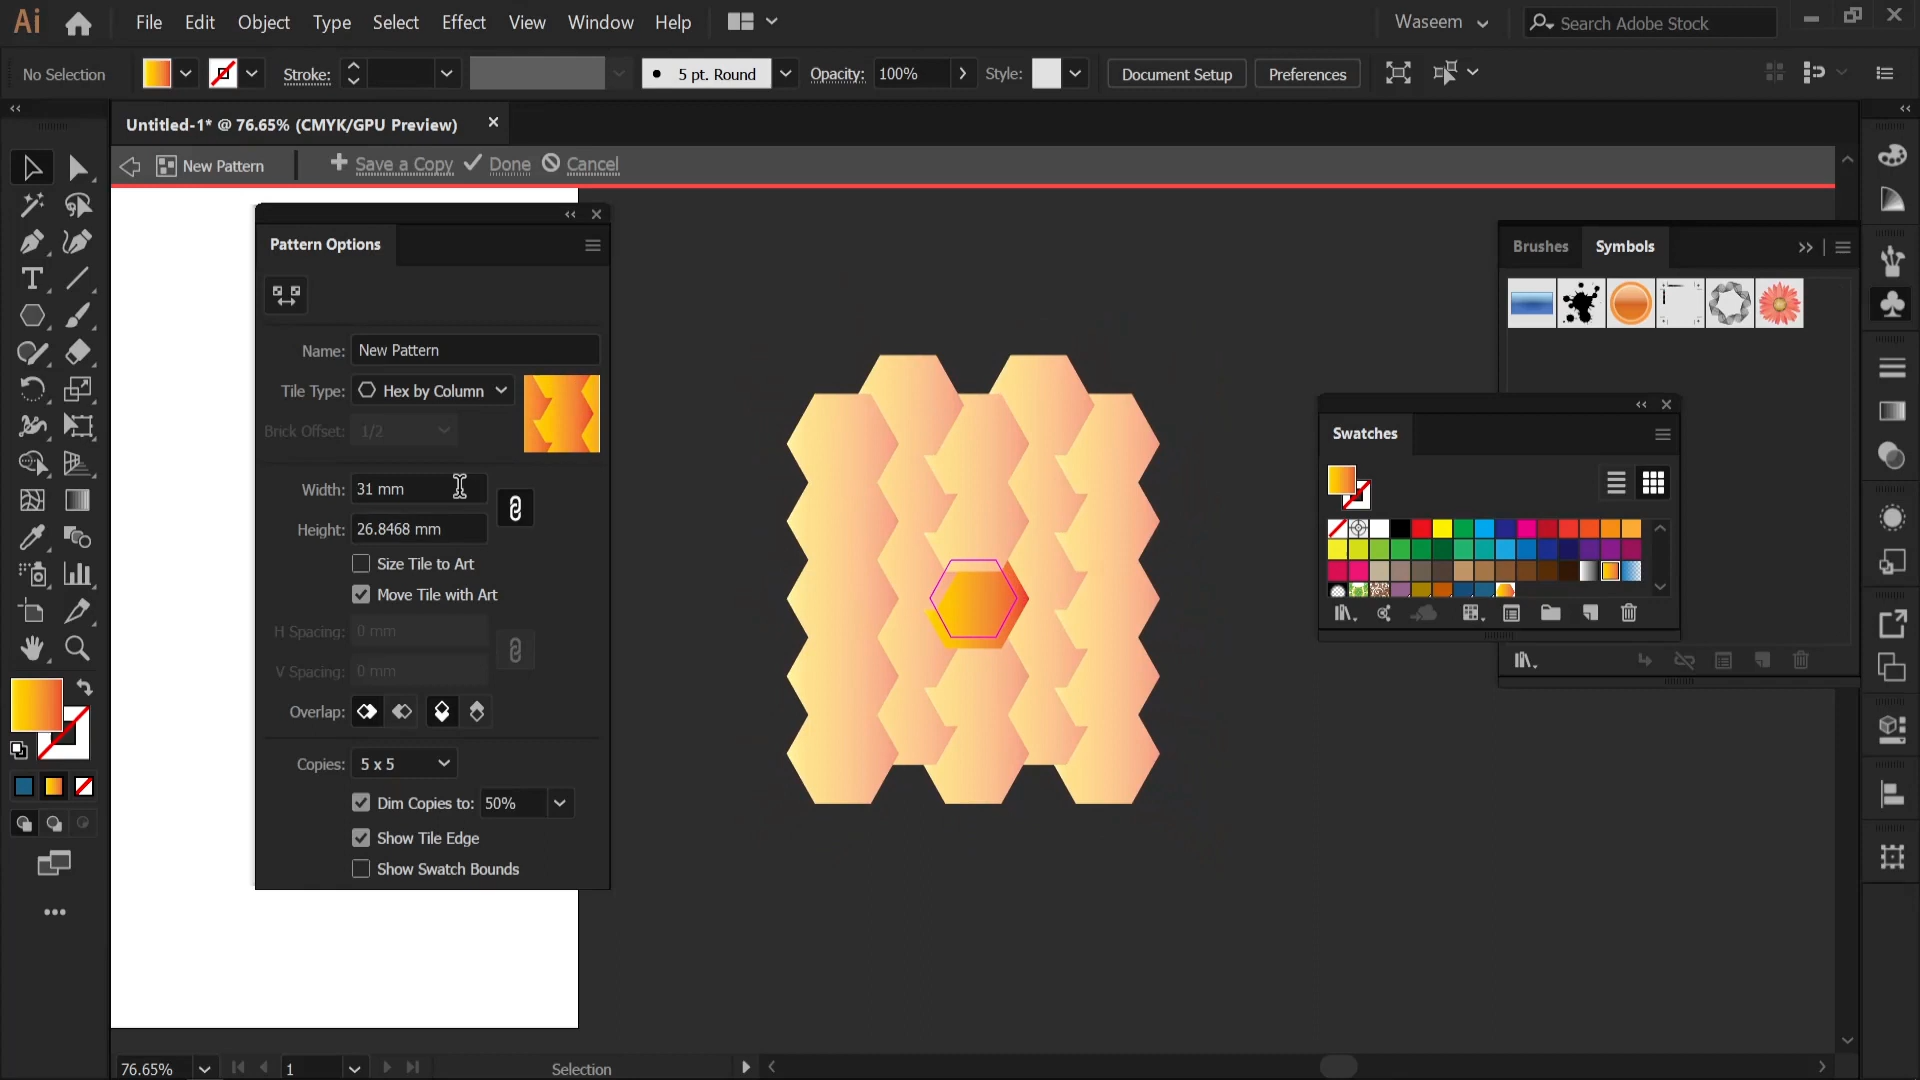 Ai File Edit Object Type Select Effect View Window Help Waseem Search Adobe Stock
No Selection Stroke: 5 pt. Round Opacity: 100% Style: Document Setup Preferences
Untitled-1* @ 76.65% (CMYK/GPU Preview)
New Pattern Save a Copy Done Cancel
Pattern Options
Name: New Pattern
Tile Type: Hex by Column
Brick Offset: 1/2
Width: 31 mm
Height: 26.8468 mm
Size Tile to Art
Move Tile with Art
H Spacing: 0 mm
V Spacing: 0 mm
Overlap:
Copies: 5 x 5
Dim Copies to: 50%
Show Tile Edge
Show Swatch Bounds
Brushes Symbols
Swatches
76.65% 1 Selection